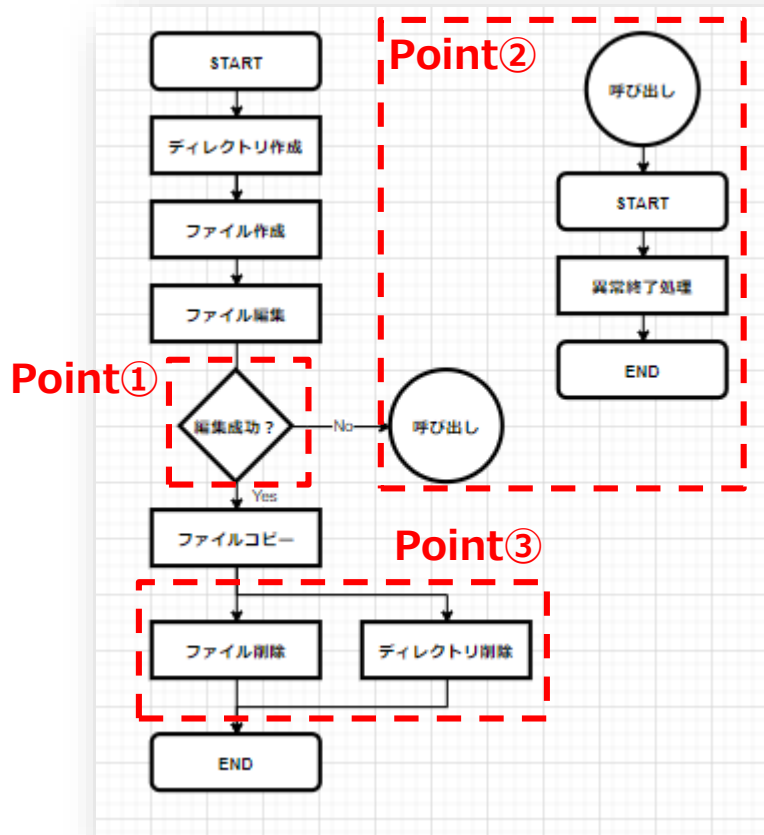 START
ディレクトリ作成
ファイル作成
ファイル編集
Point①
編集成功？
No
Yes
呼び出し
Point②
呼び出し
START
異常終了処理
END
ファイルコピー
Point③
ファイル削除
ディレクトリ削除
END